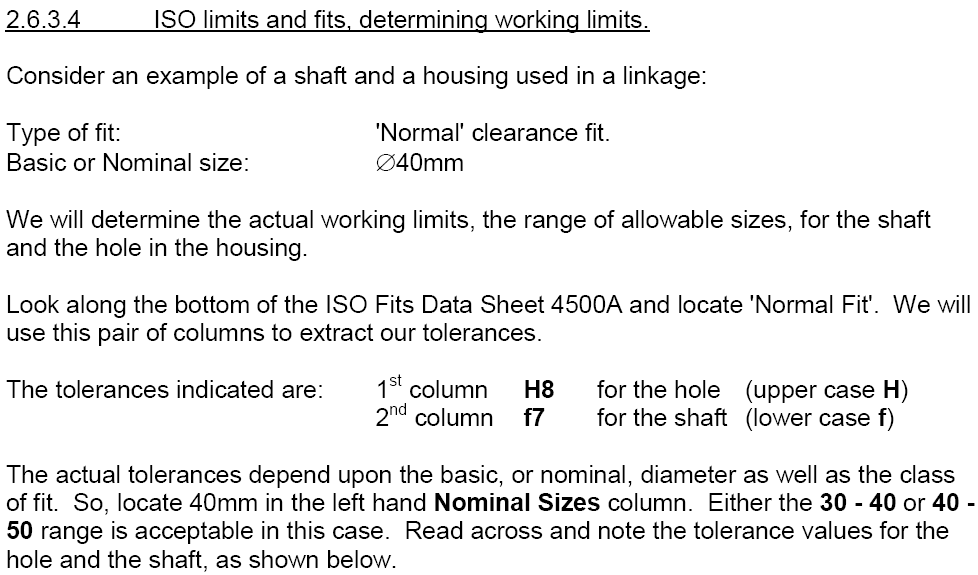 2.6.3.4 ISO limits and fits, determining working limits.
Consider an example of a shaft and a housing used in a linkage:
Type of fit: 'Normal' clearance fit.
Basic or Nominal size: ∅40mm
We will determine the actual working limits, the range of allowable sizes, for the shaft
and the hole in the housing.
Look along the bottom of the ISO Fits Data Sheet 4500A and locate 'Normal Fit'. We will
use this pair of columns to extract our tolerances.
The tolerances indicated are: 1st column H8 for the hole (upper case H)
2nd column f7 for the shaft (lower case f)
The actual tolerances depend upon the basic, or nominal, diameter as well as the class
of fit. So, locate 40mm in the left hand Nominal Sizes column. Either the 30 - 40 or 40 -
50 range is acceptable in this case. Read across and note the tolerance values for the
hole and the shaft, as shown below.